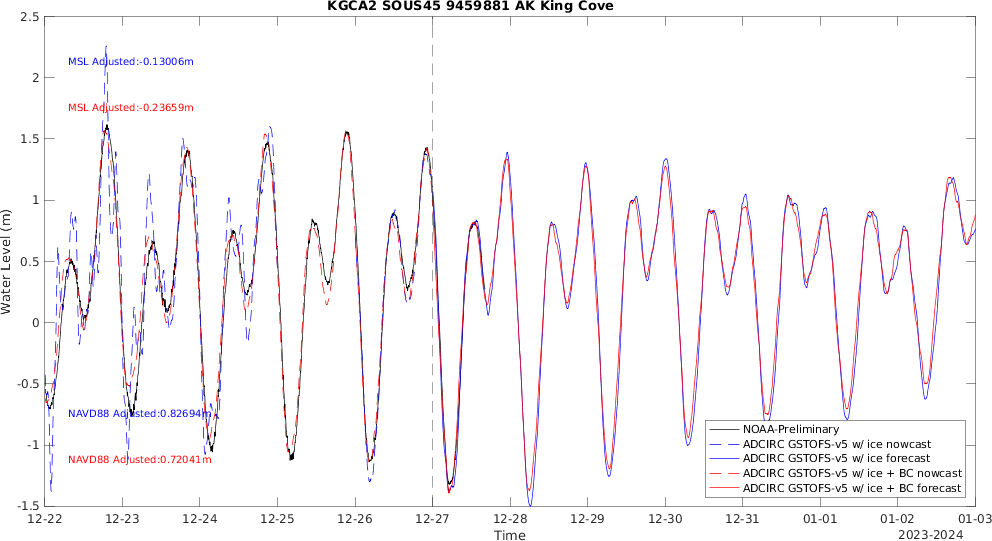 KGCA2 SOUS45 9459881 AK King Cove
2.5
2
1.5
1
0.5
0
-0.5
-1
-1.5
Water Level (m)
MSL Adjusted:-0.13006m
MSL Adjusted:-0.23659m
NAVD88 Adjusted:0.82694m
NAVD88 Adjusted:0.72041m
NOAA-Preliminary
ADCIRC GSTOFS-v5 w/ ice nowcast
ADCIRC GSTOFS-v5 w/ ice forecast
ADCIRC GSTOFS-v5 w/ ice + BC nowcast
ADCIRC GSTOFS-v5 w/ ice + BC forecast
12-22 12-23 12-24 12-25 12-26 12-27 12-28 12-29 12-30 12-31 01-01 01-02 01-03
Time
2023-2024